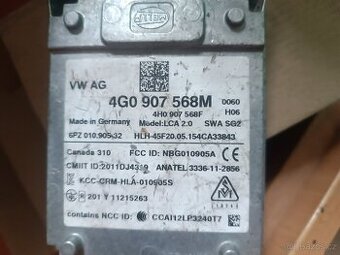 HELLA
VW AG
4G0 907 568M 0060
4H0 907 568F H06
Made in Germany Model:LCA 2.0 SWA SG2
6PZ 010.905-32 HLH-45F20.05.154CA33843
Canada 310 FCC ID: NBG010905A
CMIIT ID:2011DJ4319 ANATEL 3336-11-2856
KCC-CRM-HLA-010905S
R 201 Y 11215263
contains NCC ID: CCAI12LP3240T7